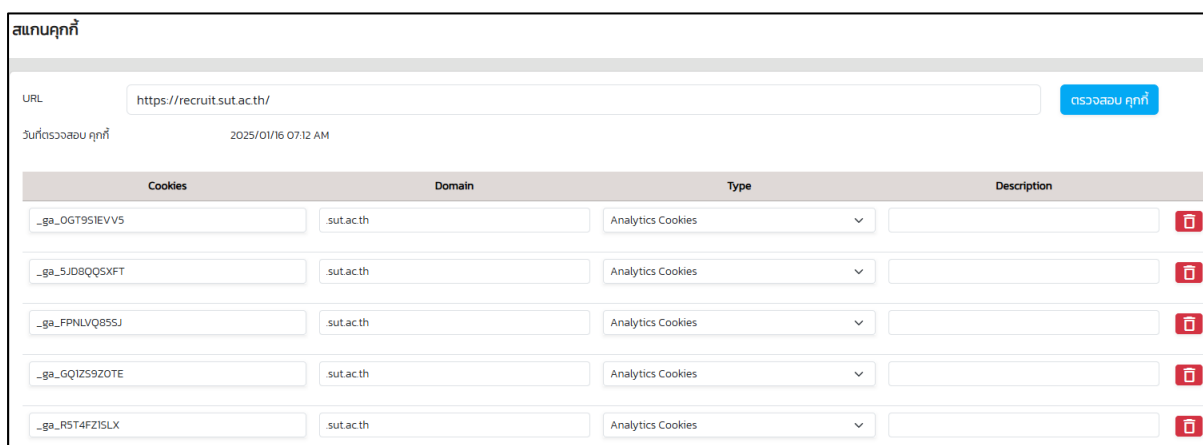 สแกนคุกกี้
URL https://recruit.sut.ac.th/ ตรวจสอบ คุกกี้
วันที่ตรวจสอบ คุกกี้ 2025/01/16 07:12 AM
Cookies Domain Type Description
_ga_0GT9S1EVV5 .sut.ac.th Analytics Cookies
_ga_5JD8QQSXFT .sut.ac.th Analytics Cookies
_ga_FPNLVQ85SJ .sut.ac.th Analytics Cookies
_ga_GQ1ZS9Z0TE .sut.ac.th Analytics Cookies
_ga_R5T4FZ1SLX .sut.ac.th Analytics Cookies